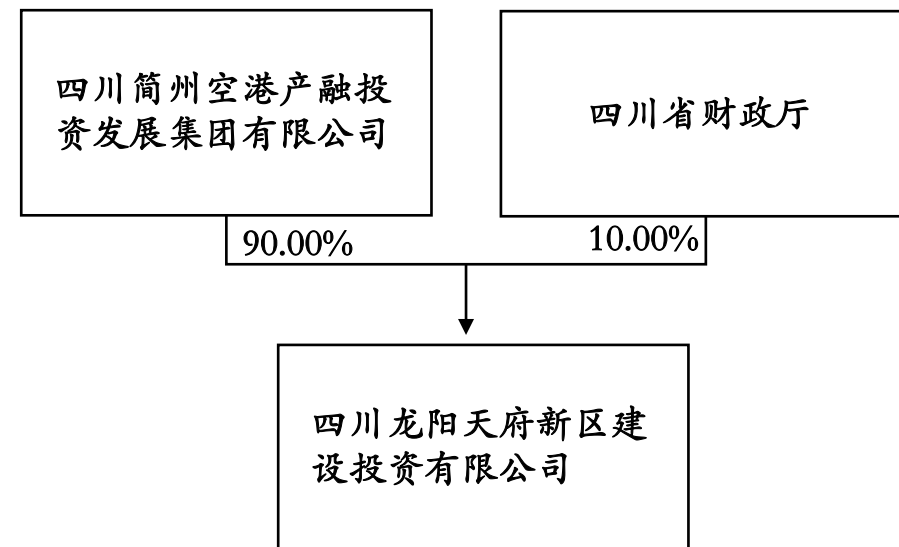 四川简州空港产融投
资发展集团有限公司
四川省财政厅
90.00%
10.00%
四川龙阳天府新区建
设投资有限公司